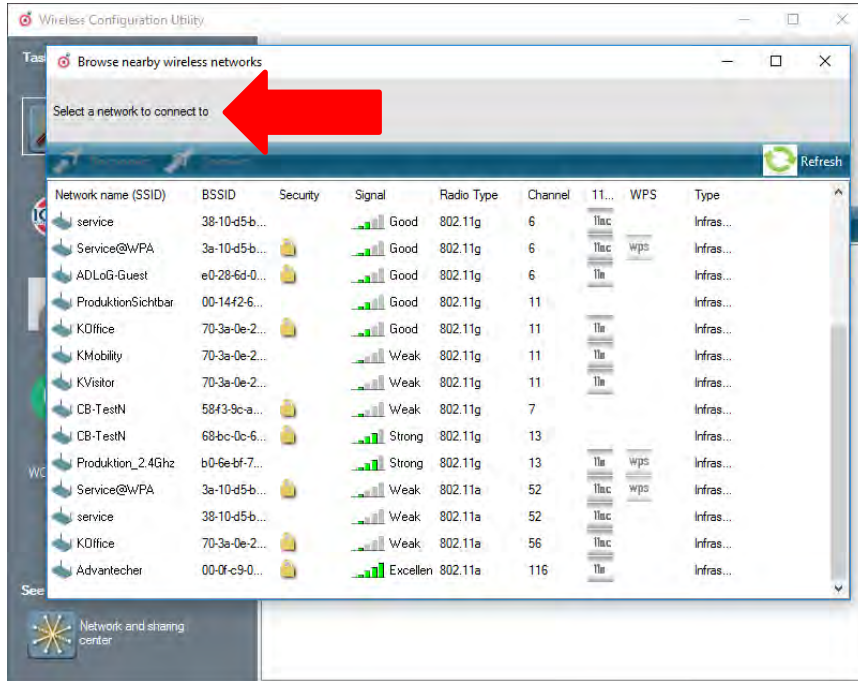 Wireless Configuration Utility
Tas
Browse nearby wireless networks
Select a network to connect to
Refresh
Network name (SSID) BSSID Security Signal Radio Type Channel 11... WPS Type
service 38-10-d5-b... Good 802.11g 6 11ac Infras...
Service@WPA 3a-10-d5-b... Good 802.11g 6 11ac wps Infras...
ADLoG-Guest e0-28-6d-0... Good 802.11g 6 11n Infras...
ProduktionSichtbar 00-14-f2-6... Good 802.11g 11 Infras...
KOffice 70-3a-0e-2... Good 802.11g 11 11n Infras...
KMobility 70-3a-0e-2... Weak 802.11g 11 11n Infras...
KVisitor 70-3a-0e-2... Weak 802.11g 11 11n Infras...
CB-TestN 58-f3-9c-a... Weak 802.11g 7 Infras...
CB-TestN 68-bc-0c-6... Strong 802.11g 13 Infras...
Produktion_2.4Ghz b0-6e-bf-7... Strong 802.11g 13 11n wps Infras...
WC
Service@WPA 3a-10-d5-b... Weak 802.11a 52 11ac wps Infras...
service 38-10-d5-b... Weak 802.11a 52 11ac Infras...
KOffice 70-3a-0e-2... Weak 802.11a 56 11ac Infras...
Advantecher 00-0f-c9-0... Excellen 802.11a 116 11n Infras...
See
Network and sharing
center